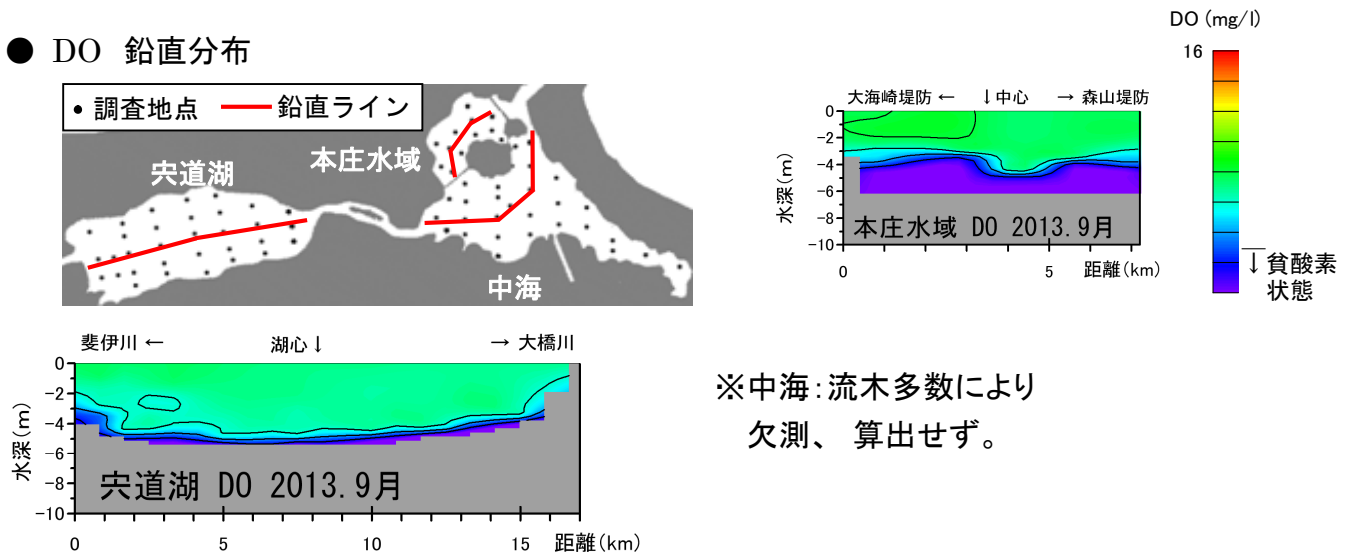 ● DO 鉛直分布
・調査地点 ― 鉛直ライン
宍道湖
本庄水域
中海
DO (mg/l)
16
↓貧酸素
状態
大海崎堤防 ← ↓中心 → 森山堤防
0
-2
-4
-6
-8
-10
水深(m)
本庄水域 DO 2013.9月
0 5 距離(km)
斐伊川 ← 湖心↓ → 大橋川
0
-2
-4
-6
-8
-10
水深(m)
宍道湖 DO 2013.9月
0 5 10 15 距離(km)
※中海:流木多数により
欠測、 算出せず。